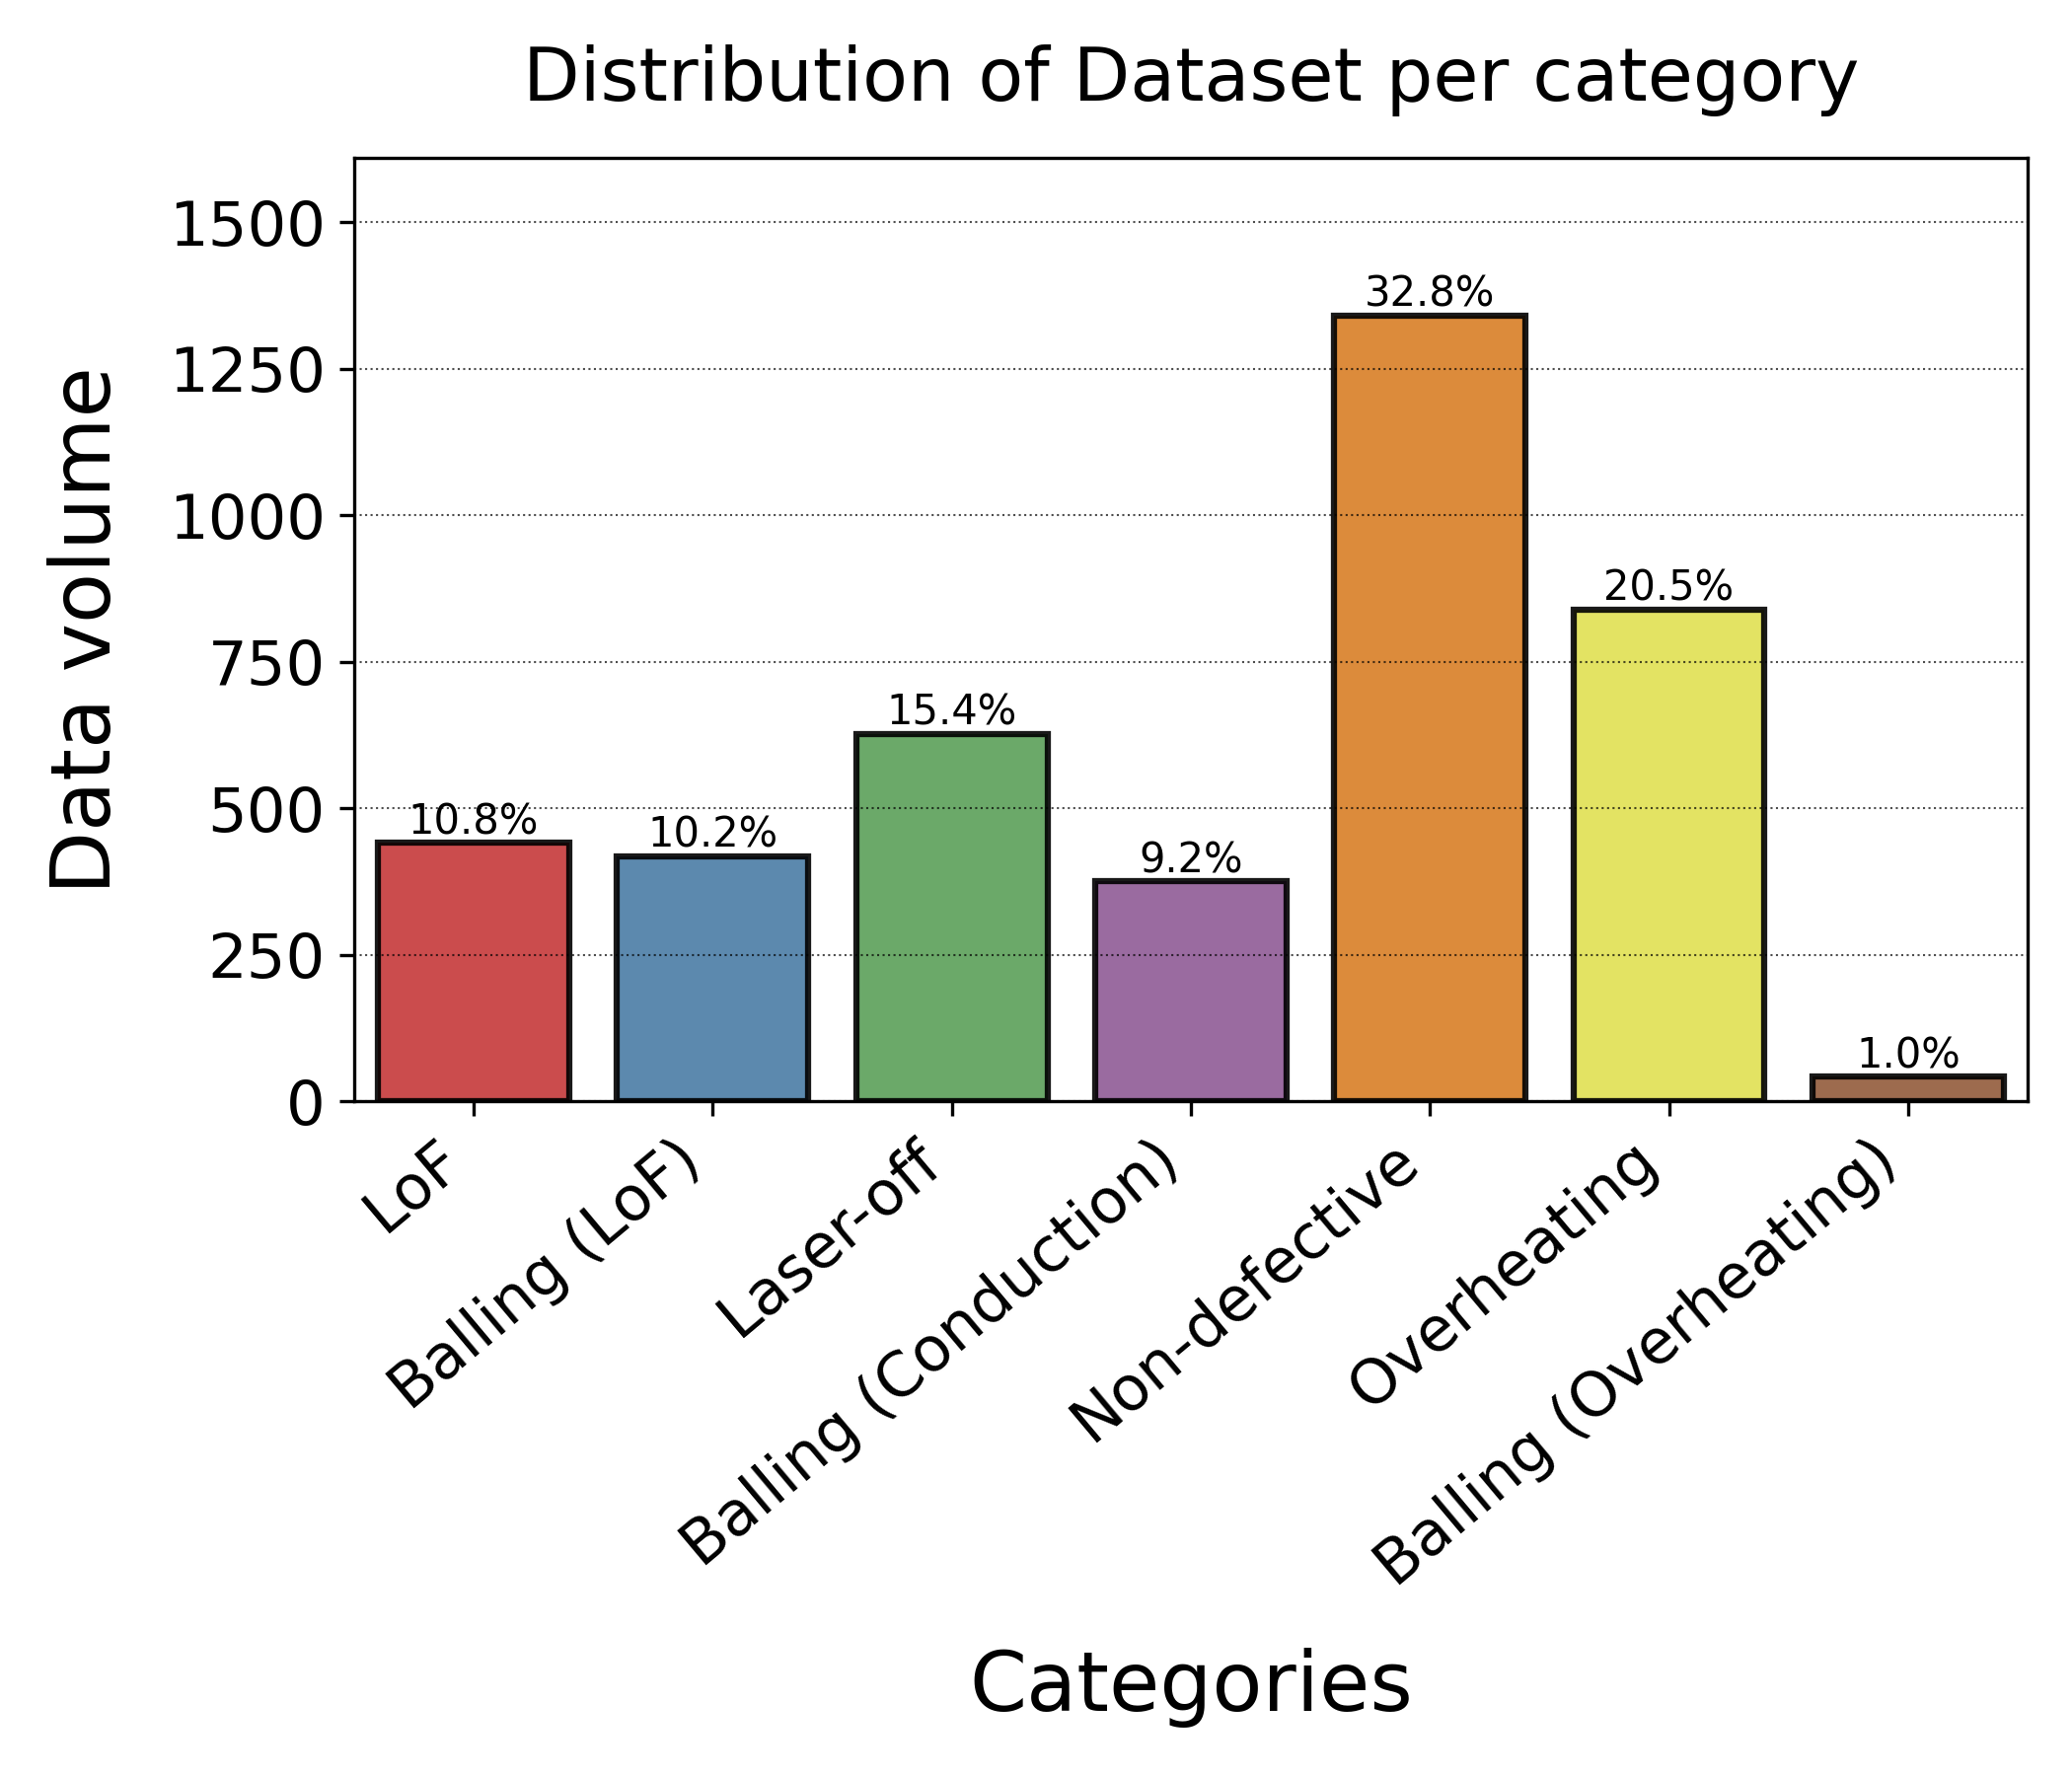 Distribution of Dataset per category
Data volume
1500
1250
1000
750
500
250
0
10.8%
10.2%
15.4%
9.2%
32.8%
20.5%
1.0%
LoF
Balling (LoF)
Laser-off
Balling (Conduction)
Non-defective
Overheating
Balling (Overheating)
Categories